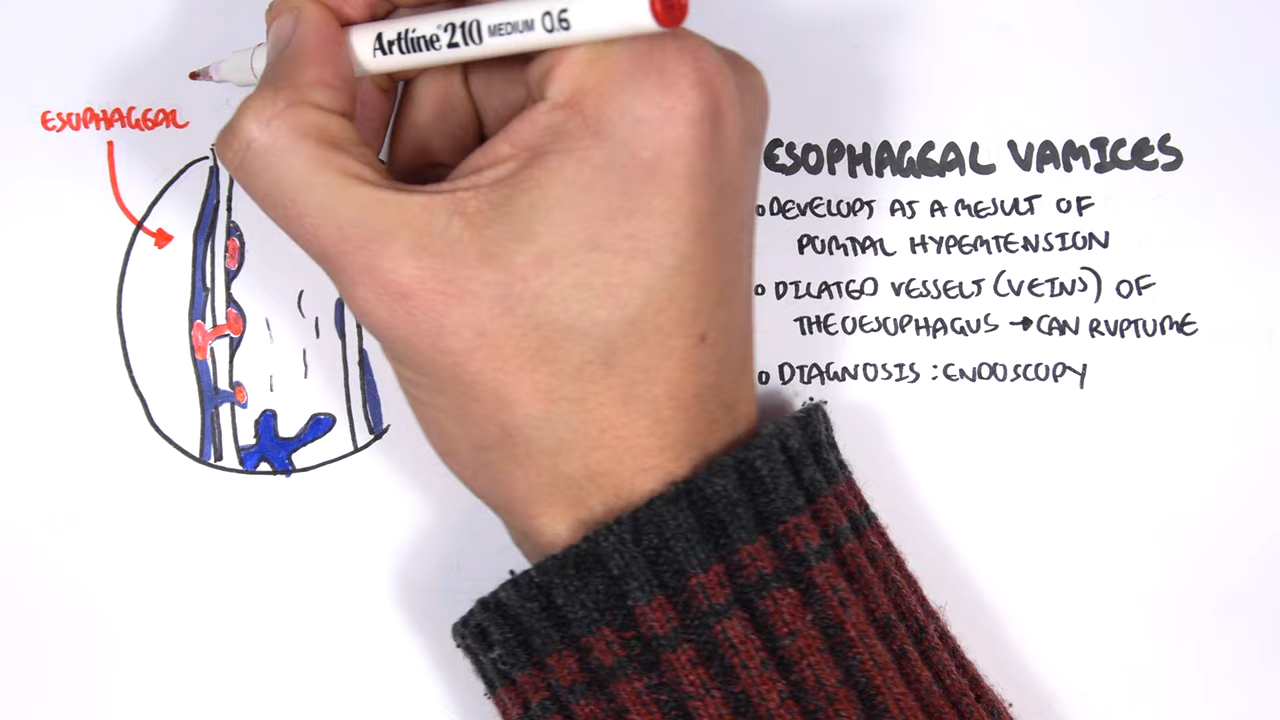 Artline 210 MEDIUM 0.6
ESOPHAGEAL
ESOPHAGEAL VARICES
• DEVELOPS AS A RESULT OF
PORTAL HYPERTENSION
• DILATED VESSELS (VEINS) OF
THE OESOPHAGUS → CAN RUPTURE
• DIAGNOSIS : ENDOSCOPY